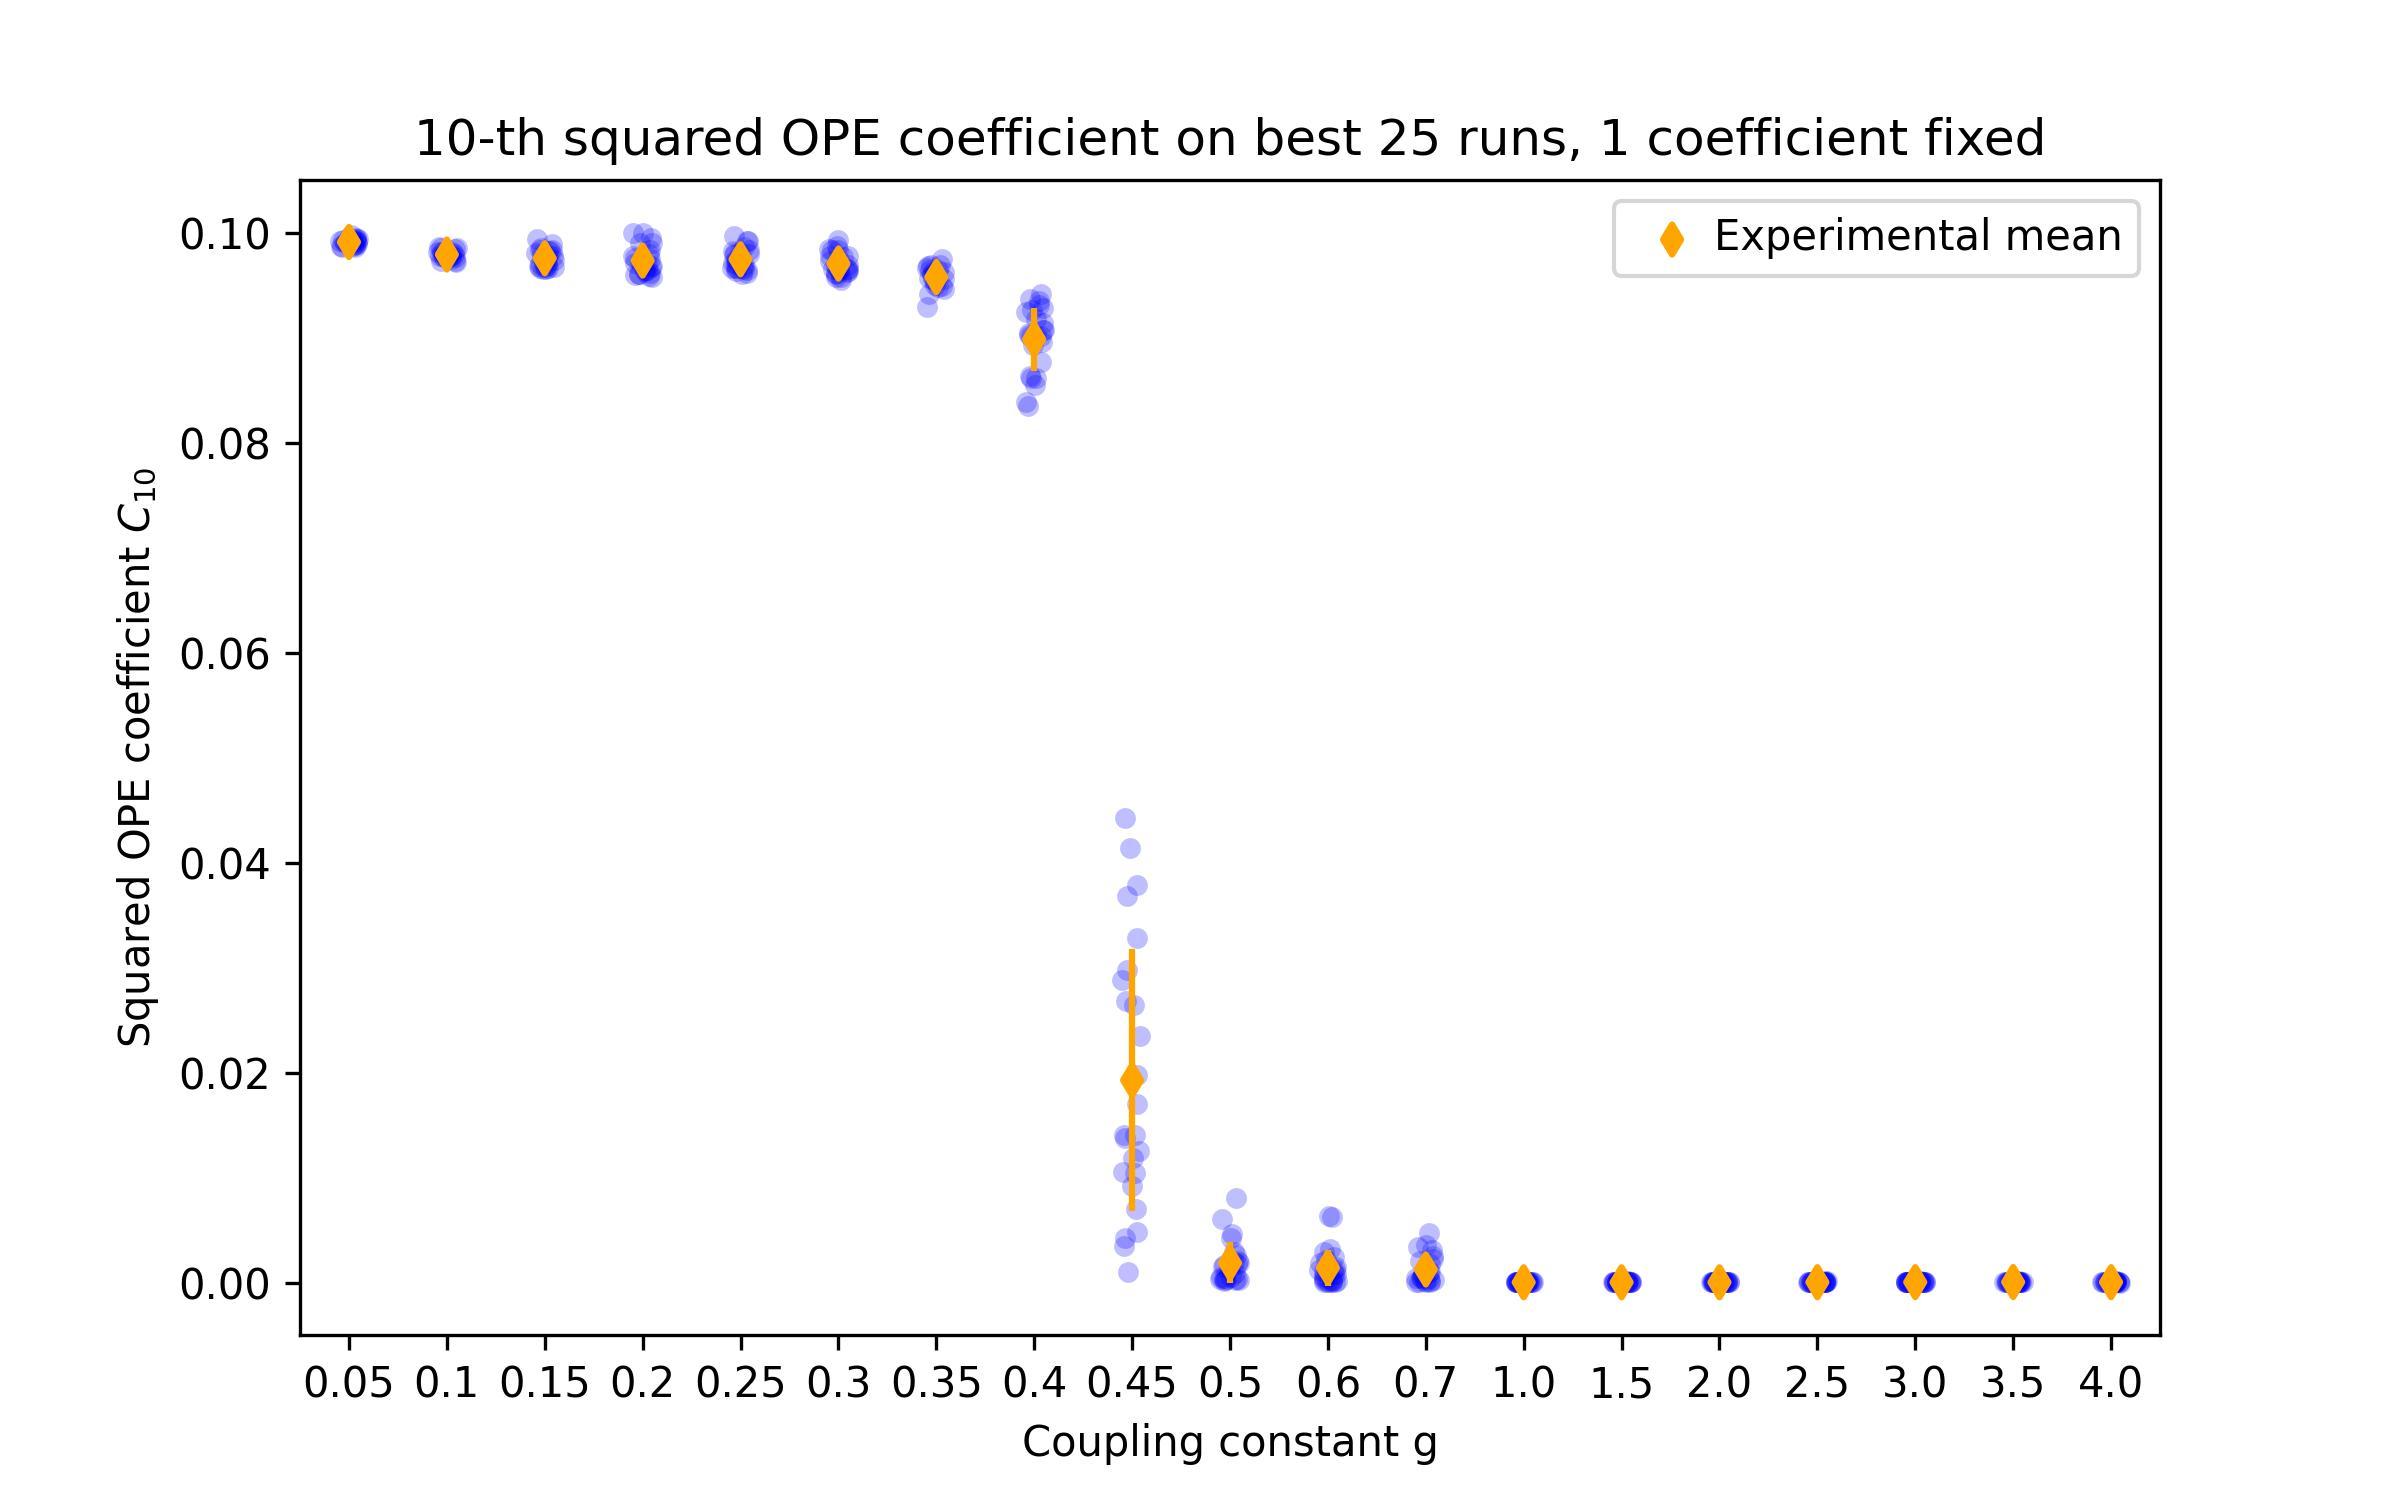 10-th squared OPE coefficient on best 25 runs, 1 coefficient fixed
Experimental mean
Squared OPE coefficient C₁₀
0.10
0.08
0.06
0.04
0.02
0.00
0.05 0.1 0.15 0.2 0.25 0.3 0.35 0.4 0.45 0.5 0.6 0.7 1.0 1.5 2.0 2.5 3.0 3.5 4.0
Coupling constant g